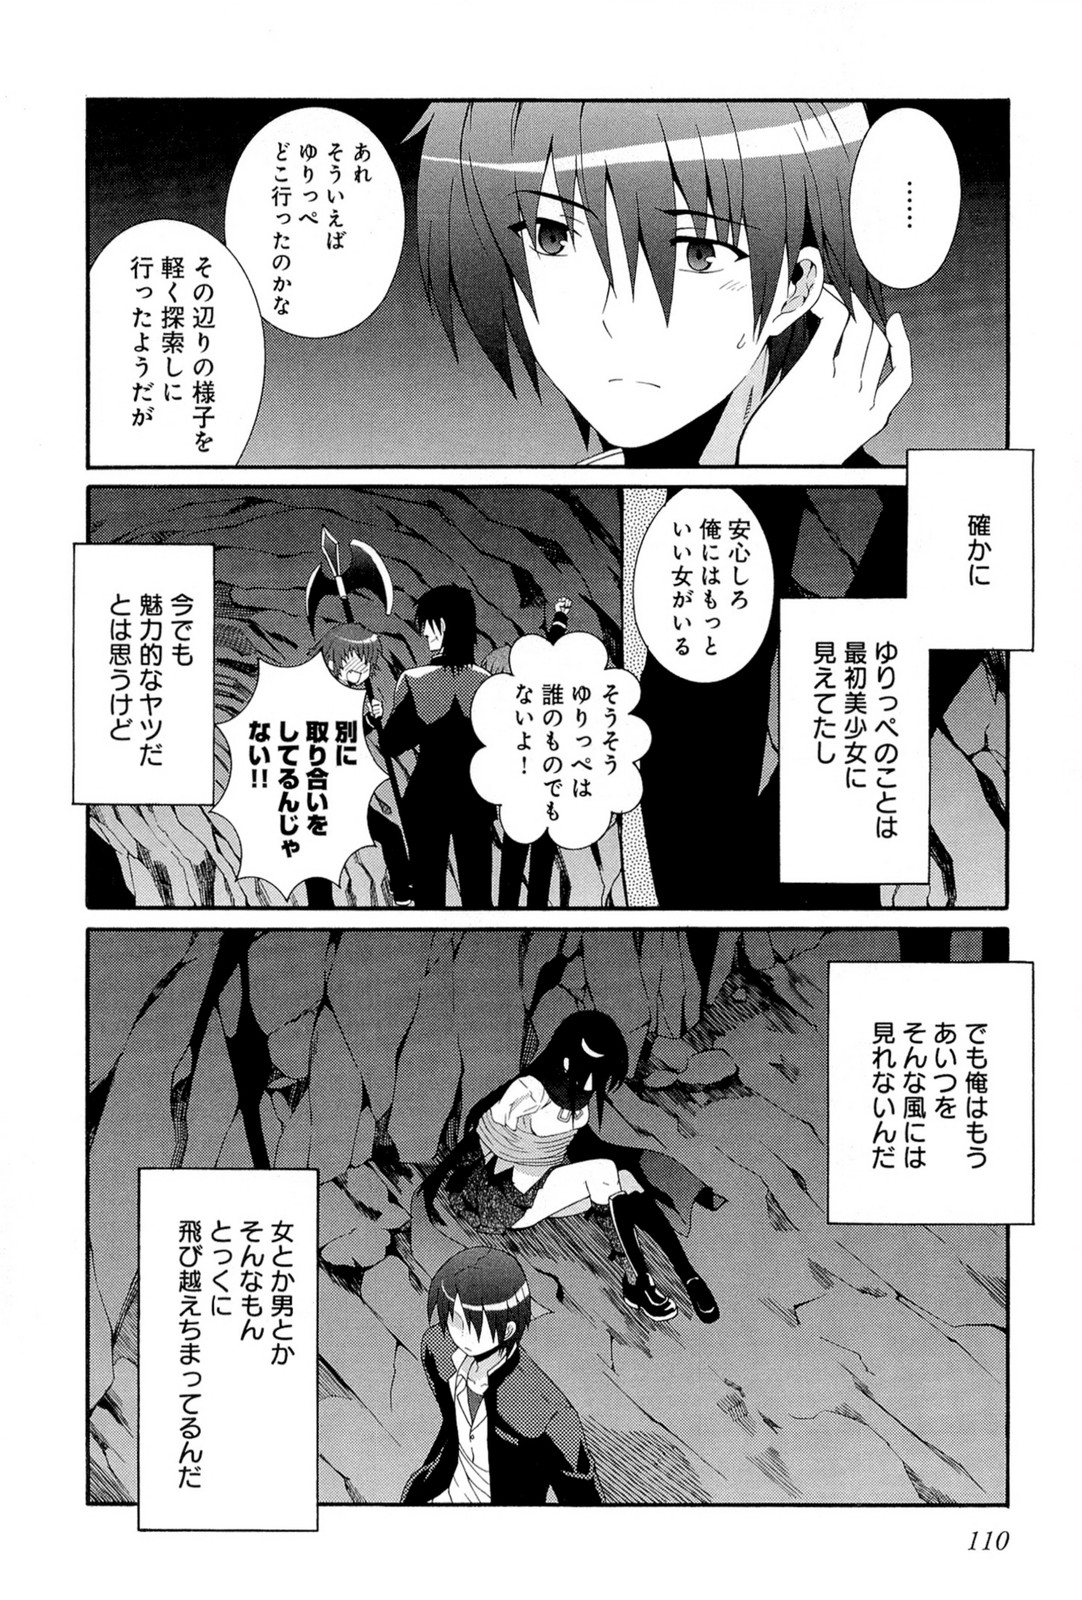 ……
あれ
そういえば
ゆりっぺ
どこ行ったのかな
その辺りの様子を
軽く探索しに
行ったようだが
確かに
ゆりっぺのことは
最初美少女に
見えてたし
安心しろ
俺にはもっと
いい女がいる
そうそう
ゆりっぺは
誰のものでも
ないよ！
別に
取り合いを
してるんじゃ
ない!!
今でも
魅力的なヤツだ
とは思うけど
でも俺はもう
あいつを
そんな風には
見れないんだ
女とか男とか
そんなもん
とっくに
飛び越えちまってるんだ
110